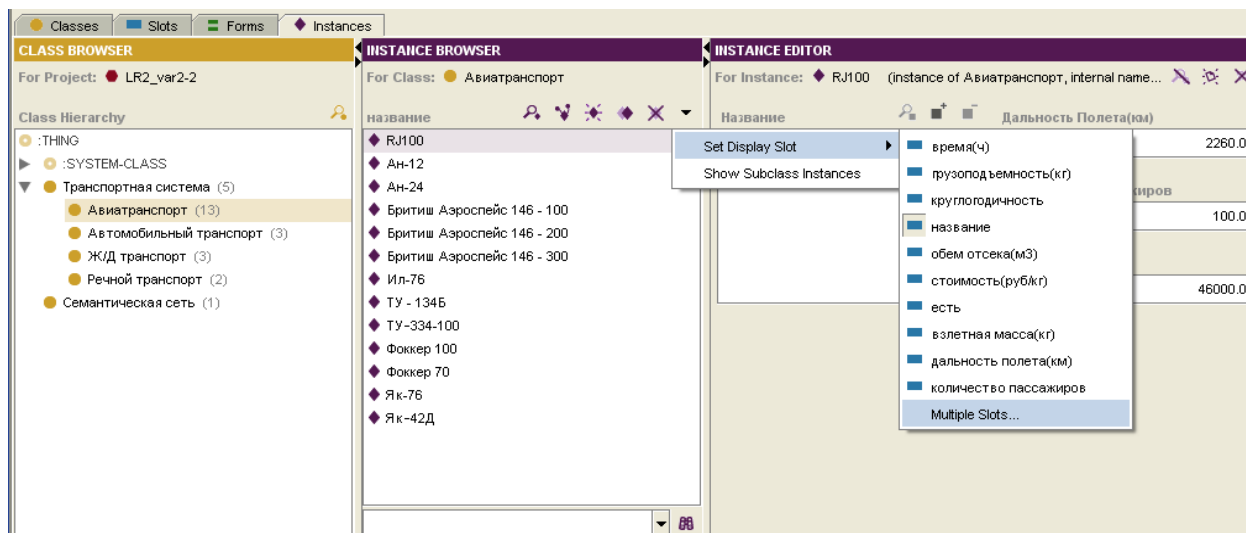 Classes Slots Forms Instances
CLASS BROWSER
For Project: LR2_var2-2
Class Hierarchy
:THING
:SYSTEM-CLASS
Транспортная система (5)
Авиатранспорт (13)
Автомобильный транспорт (3)
Ж/Д транспорт (3)
Речной транспорт (2)
Семантическая сеть (1)
INSTANCE BROWSER
For Class: Авиатранспорт
название
RJ100
Ан-12
Ан-24
Бритиш Аэроспейс 146 - 100
Бритиш Аэроспейс 146 - 200
Бритиш Аэроспейс 146 - 300
Ил-76
ТУ - 134Б
ТУ-334-100
Фоккер 100
Фоккер 70
Як-76
Як-42Д
Set Display Slot
Show Subclass Instances
время(ч)
грузоподъемность(кг)
круглогодичность
название
обем отсека(м3)
стоимость(руб/кг)
есть
взлетная масса(кг)
дальность полета(км)
количество пассажиров
Multiple Slots...
INSTANCE EDITOR
For Instance: RJ100 (instance of Авиатранспорт, internal name...
Название Дальность Полета(км)
2260.0
жиров
100.0
46000.0